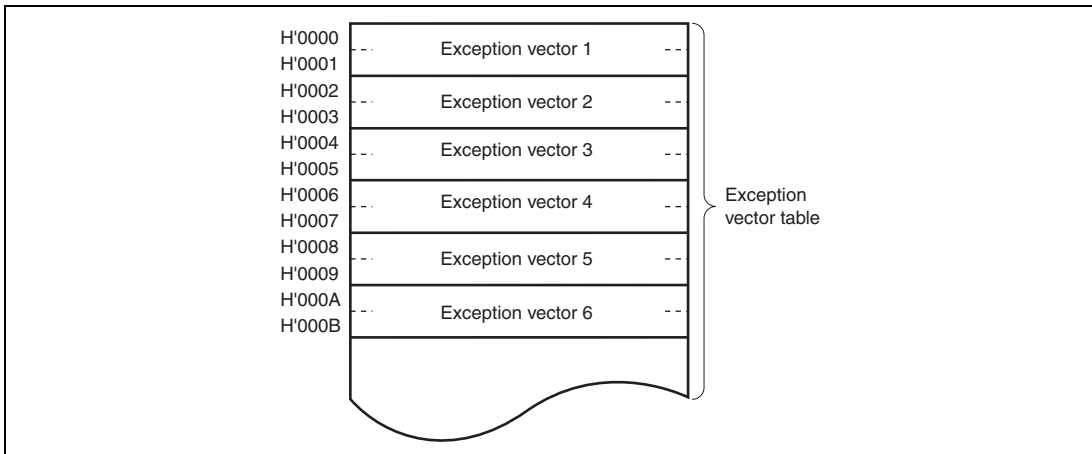 H'0000
Exception vector 1
H'0001
H'0002
Exception vector 2
H'0003
H'0004
Exception vector 3
H'0005
H'0006
Exception vector 4
H'0007
H'0008
Exception vector 5
H'0009
H'000A
Exception vector 6
H'000B
Exception
vector table